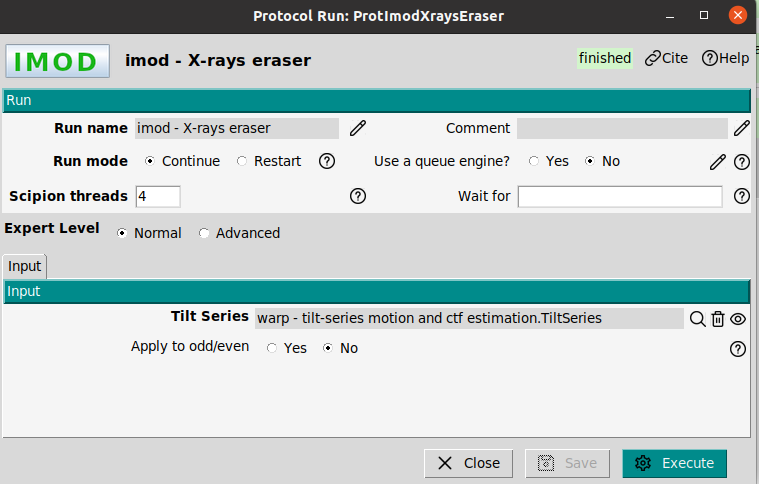 Protocol Run: ProtImodXraysEraser
IMOD imod - X-rays eraser finished Cite Help
Run
Run name imod - X-rays eraser Comment
Run mode Continue Restart Use a queue engine? Yes No
Scipion threads 4 Wait for
Expert Level Normal Advanced
Input
Input
Tilt Series warp - tilt-series motion and ctf estimation.TiltSeries
Apply to odd/even Yes No
Close Save Execute